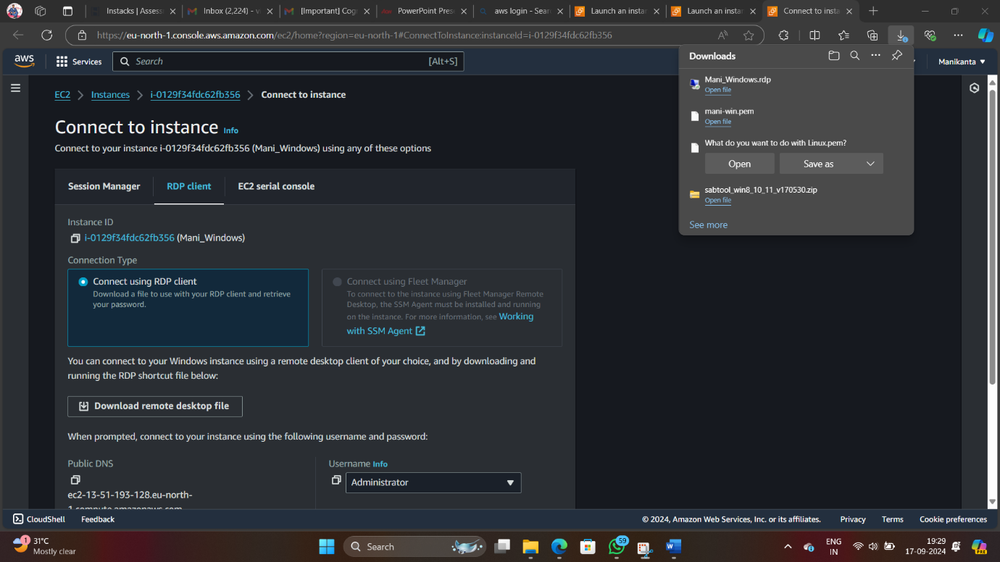 Instacks | Assess
Inbox (2,224) - v
[Important] Cog
PowerPoint Pres
aws login - Sear
Launch an instan
Launch an instan
Connect to insta
https://eu-north-1.console.aws.amazon.com/ec2/home?region=eu-north-1#ConnectToInstance:instanceId=i-0129f34fdc62fb356
aws
Services
Search
[Alt+S]
Manikanta
Downloads
Mani_Windows.rdp
Open file
mani-win.pem
Open file
What do you want to do with Linux.pem?
Open
Save as
sabtool_win8_10_11_v170530.zip
Open file
See more
EC2 > Instances > i-0129f34fdc62fb356 > Connect to instance
Connect to instance Info
Connect to your instance i-0129f34fdc62fb356 (Mani_Windows) using any of these options
Session Manager
RDP client
EC2 serial console
Instance ID
i-0129f34fdc62fb356 (Mani_Windows)
Connection Type
Connect using RDP client
Download a file to use with your RDP client and retrieve
your password.
Connect using Fleet Manager
To connect to the instance using Fleet Manager Remote
Desktop, the SSM Agent must be installed and running
on the instance. For more information, see Working
with SSM Agent
You can connect to your Windows instance using a remote desktop client of your choice, and by downloading and
running the RDP shortcut file below:
Download remote desktop file
When prompted, connect to your instance using the following username and password:
Public DNS
ec2-13-51-193-128.eu-north-
1.compute.amazonaws.com
Username Info
Administrator
CloudShell
Feedback
© 2024, Amazon Web Services, Inc. or its affiliates.
Privacy
Terms
Cookie preferences
1
31°C
Mostly clear
Search
59
ENG
IN
19:29
17-09-2024
PRE